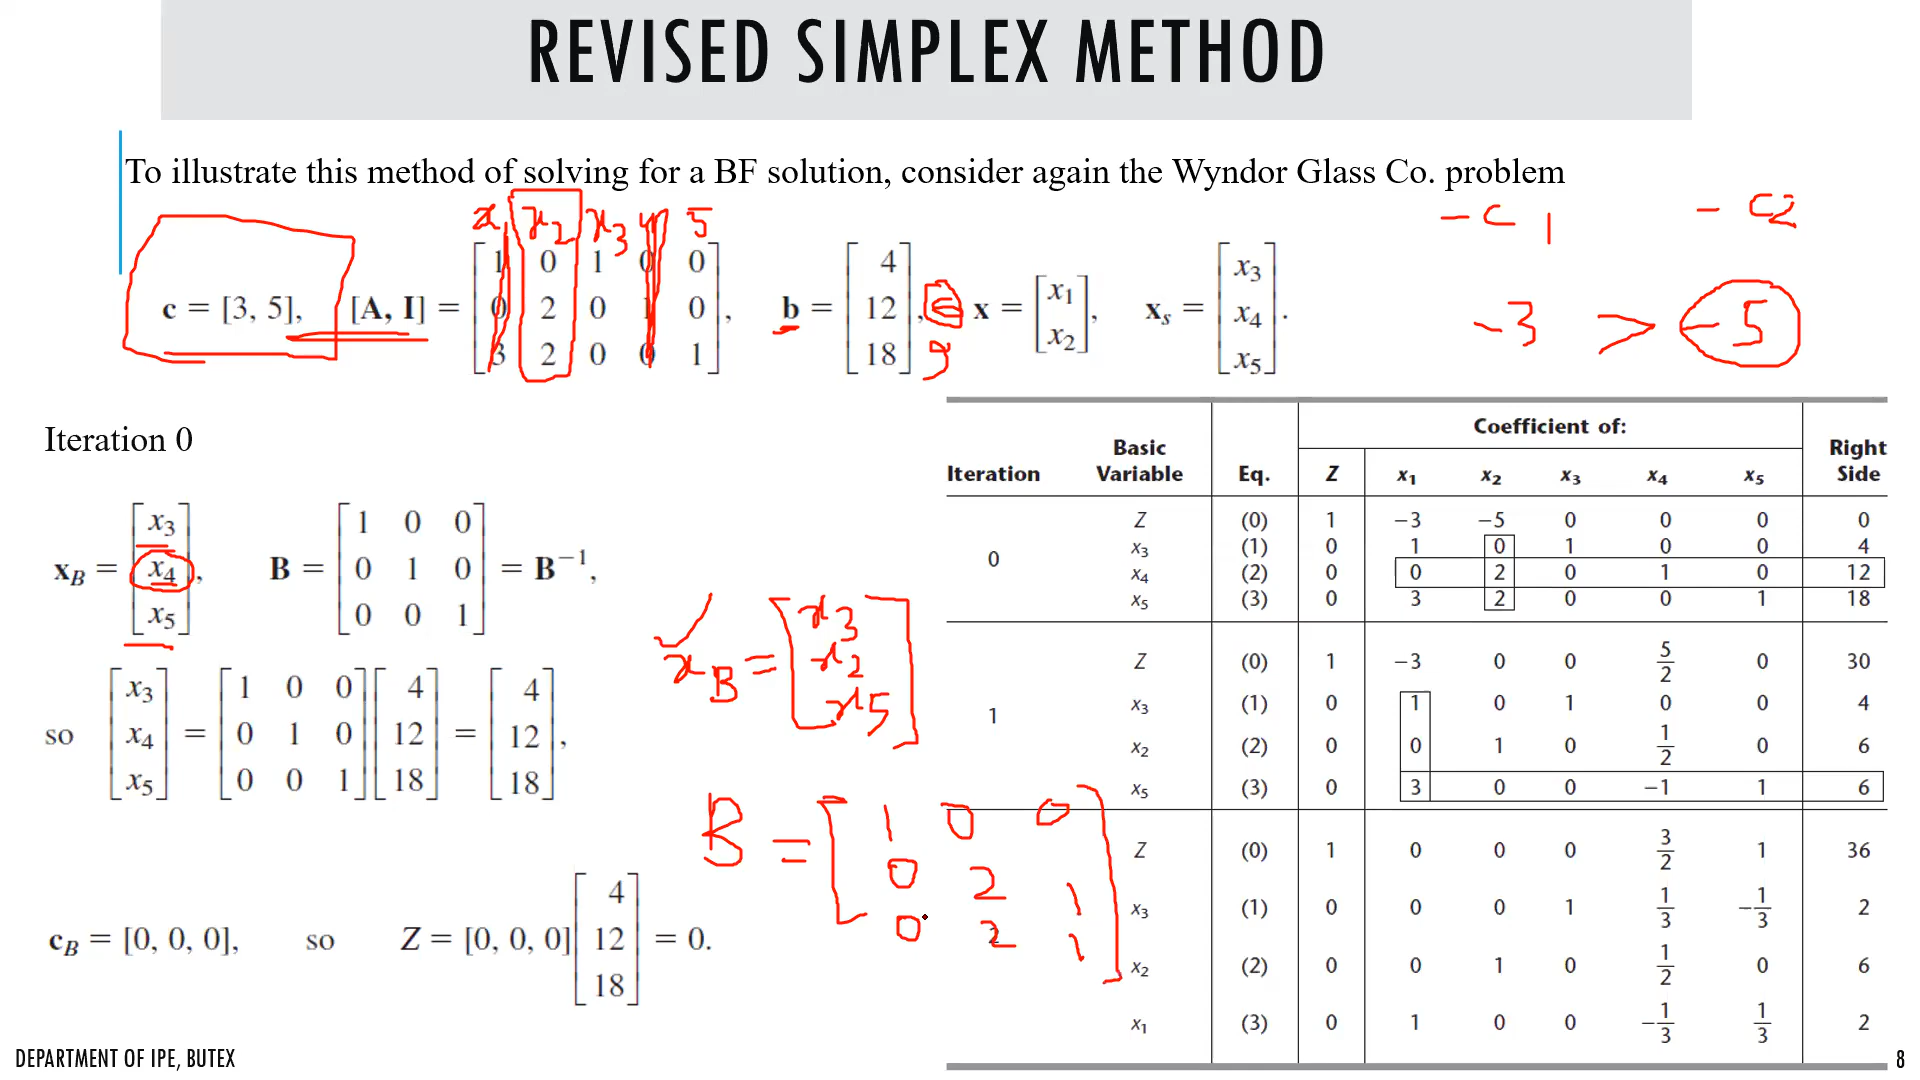 REVISED SIMPLEX METHOD
To illustrate this method of solving for a BF solution, consider again the Wyndor Glass Co. problem
x x2 x3 4 5
-c1 -c2
c = [3, 5], [A, I] = [1 0 1 0 0
0 2 0 1 0
3 2 0 0 1], b = [4
12
18], x = [x1
x2], xs = [x3
x4
x5].
-3 > -5
Iteration 0
xB = [x3
x4
x5], B = [1 0 0
0 1 0
0 0 1] = B−1,
xB = [x3
x2
x5]
so [x3
x4
x5] = [1 0 0
0 1 0
0 0 1] [4
12
18] = [4
12
18],
B = [1 0 0
0 2 1
0 2 1]
cB = [0, 0, 0], so Z = [0, 0, 0] [4
12
18] = 0.
Coefficient of:
Iteration Basic Variable Eq. Z x1 x2 x3 x4 x5 Right Side
0
Z (0) 1 −3 −5 0 0 0 0
x3 (1) 0 1 0 1 0 0 4
x4 (2) 0 0 2 0 1 0 12
x5 (3) 0 3 2 0 0 1 18
1
Z (0) 1 −3 0 0 5/2 0 30
x3 (1) 0 1 0 1 0 0 4
x2 (2) 0 0 1 0 1/2 0 6
x5 (3) 0 3 0 0 −1 1 6
2
Z (0) 1 0 0 0 3/2 1 36
x3 (1) 0 0 0 1 1/3 −1/3 2
x2 (2) 0 0 1 0 1/2 0 6
x1 (3) 0 1 0 0 −1/3 1/3 2
DEPARTMENT OF IPE, BUTEX
8